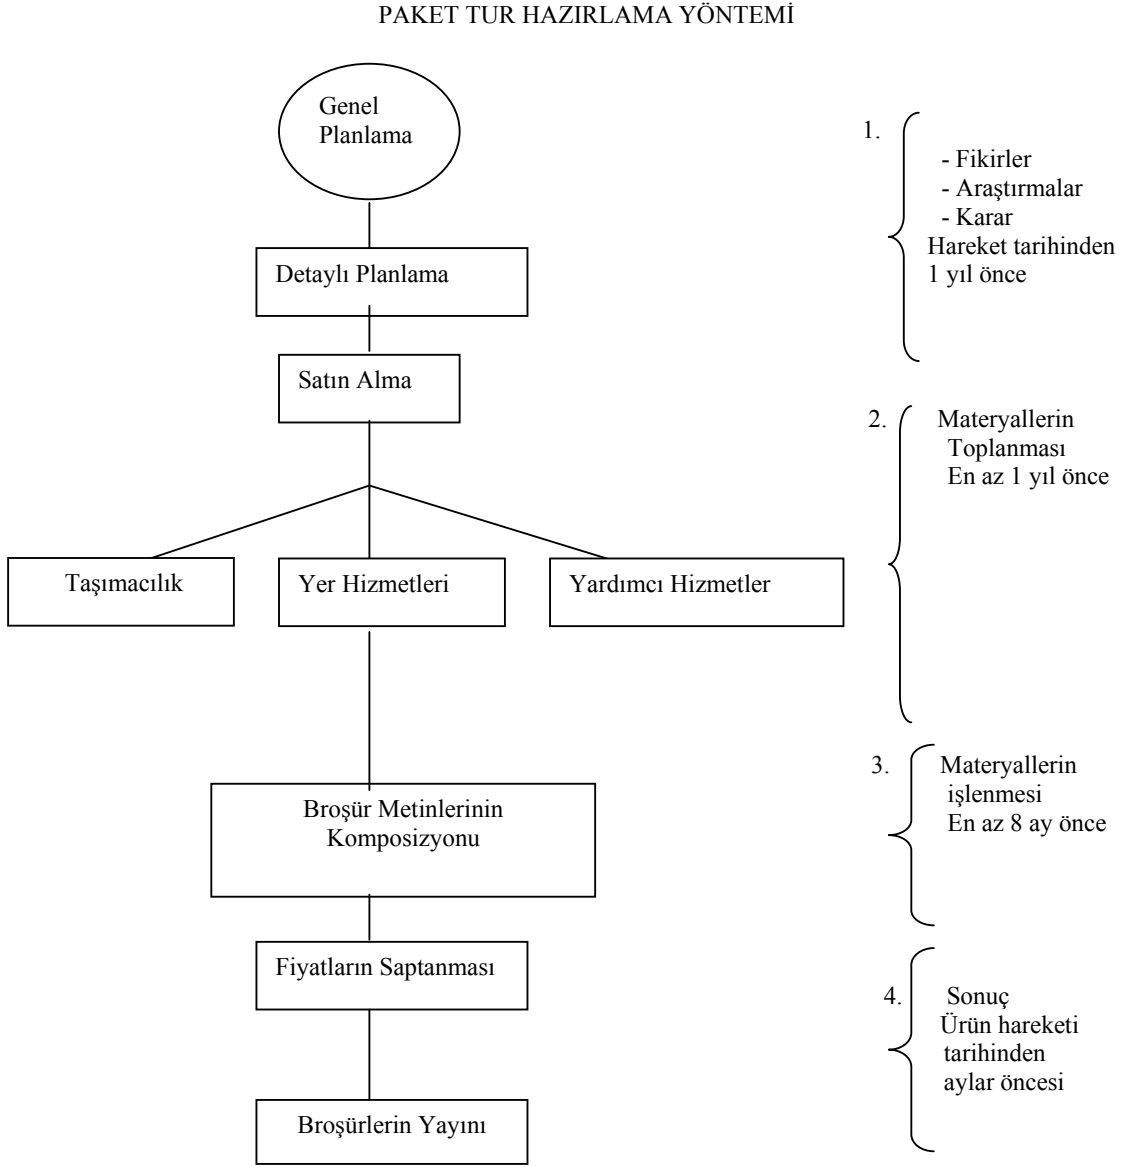 PAKET TUR HAZIRLAMA YÖNTEMİ
Genel
Planlama
Detaylı Planlama
Satın Alma
Taşımacılık
Yer Hizmetleri
Yardımcı Hizmetler
Broşür Metinlerinin
Komposizyonu
Fiyatların Saptanması
Broşürlerin Yayını
1.
- Fikirler
- Araştırmalar
- Karar
Hareket tarihinden
1 yıl önce
2. Materyallerin
Toplanması
En az 1 yıl önce
3. Materyallerin
işlenmesi
En az 8 ay önce
4. Sonuç
Ürün hareketi
tarihinden
aylar öncesi